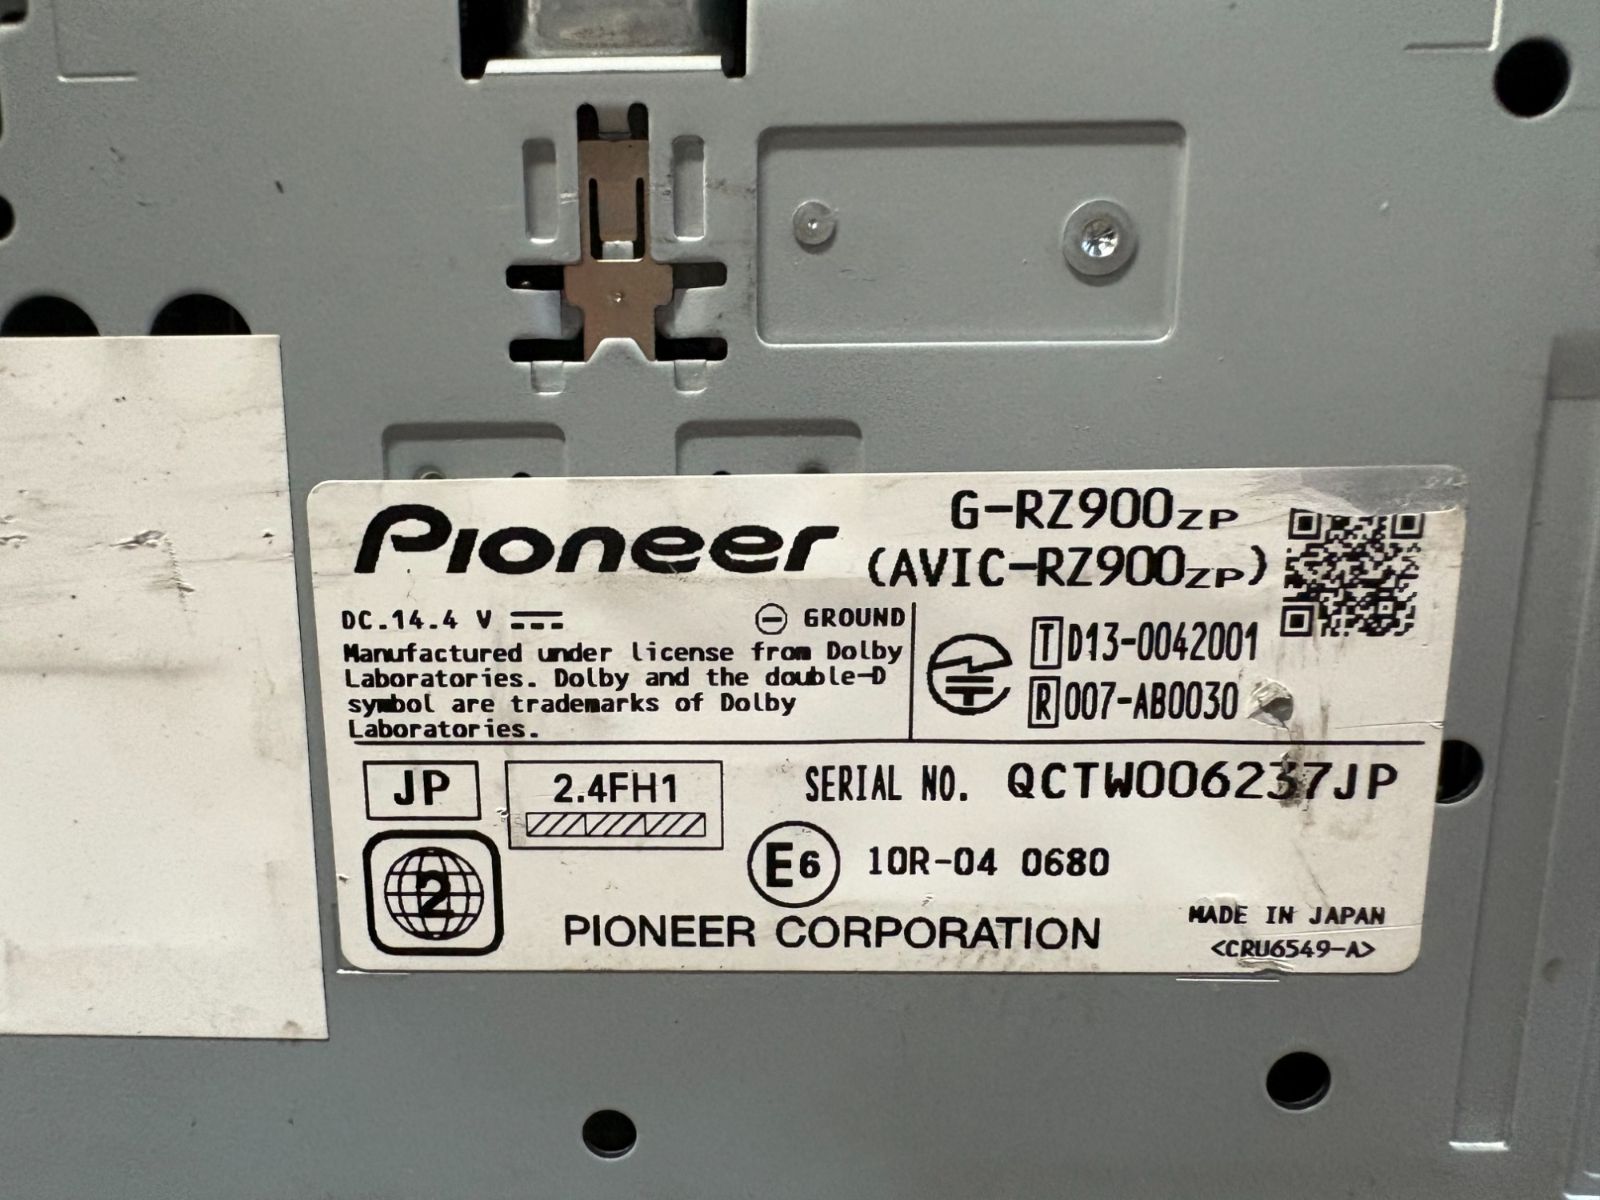 Pioneer
G-RZ900ZP
(AVIC-RZ900ZP)
DC.14.4 V
GROUND
Manufactured under license from Dolby
Laboratories. Dolby and the double-D
symbol are trademarks of Dolby
Laboratories.
T D13-0042001
R 007-AB0030
JP
2.4FH1
SERIAL NO. QCTW006237JP
2
E6 10R-04 0680
PIONEER CORPORATION
MADE IN JAPAN
<CRU6549-A>